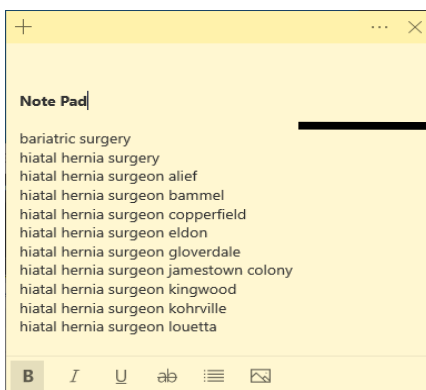 Note Pad
bariatric surgery
hiatal hernia surgery
hiatal hernia surgeon alief
hiatal hernia surgeon bammel
hiatal hernia surgeon copperfield
hiatal hernia surgeon eldon
hiatal hernia surgeon gloverdale
hiatal hernia surgeon jamestown colony
hiatal hernia surgeon kingwood
hiatal hernia surgeon kohrville
hiatal hernia surgeon louetta
B I U ab